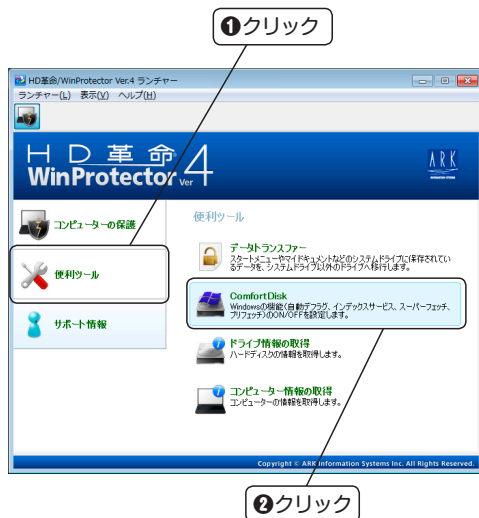 ❶クリック
HD革命/WinProtector Ver.4 ランチャー
ランチャー(L) 表示(V) ヘルプ(H)
HD革命
WinProtector Ver 4
ARK
INFORMATION SYSTEMS
コンピューターの保護
便利ツール
サポート情報
便利ツール
データトランスファー
スタートメニューやマイドキュメントなどのシステムドライブに保存されてい
るデータを、システムドライブ以外のドライブへ移行します。
ComfortDisk
Windowsの機能(自動デフラグ、インデックスサービス、スーパーフェッチ、
プリフェッチ)のON/OFFを設定します。
ドライブ情報の取得
ハードディスクの情報を取得します。
コンピューター情報の取得
コンピューターの情報を取得します。
Copyright © ARK Information Systems Inc. All Rights Reserved.
❷クリック